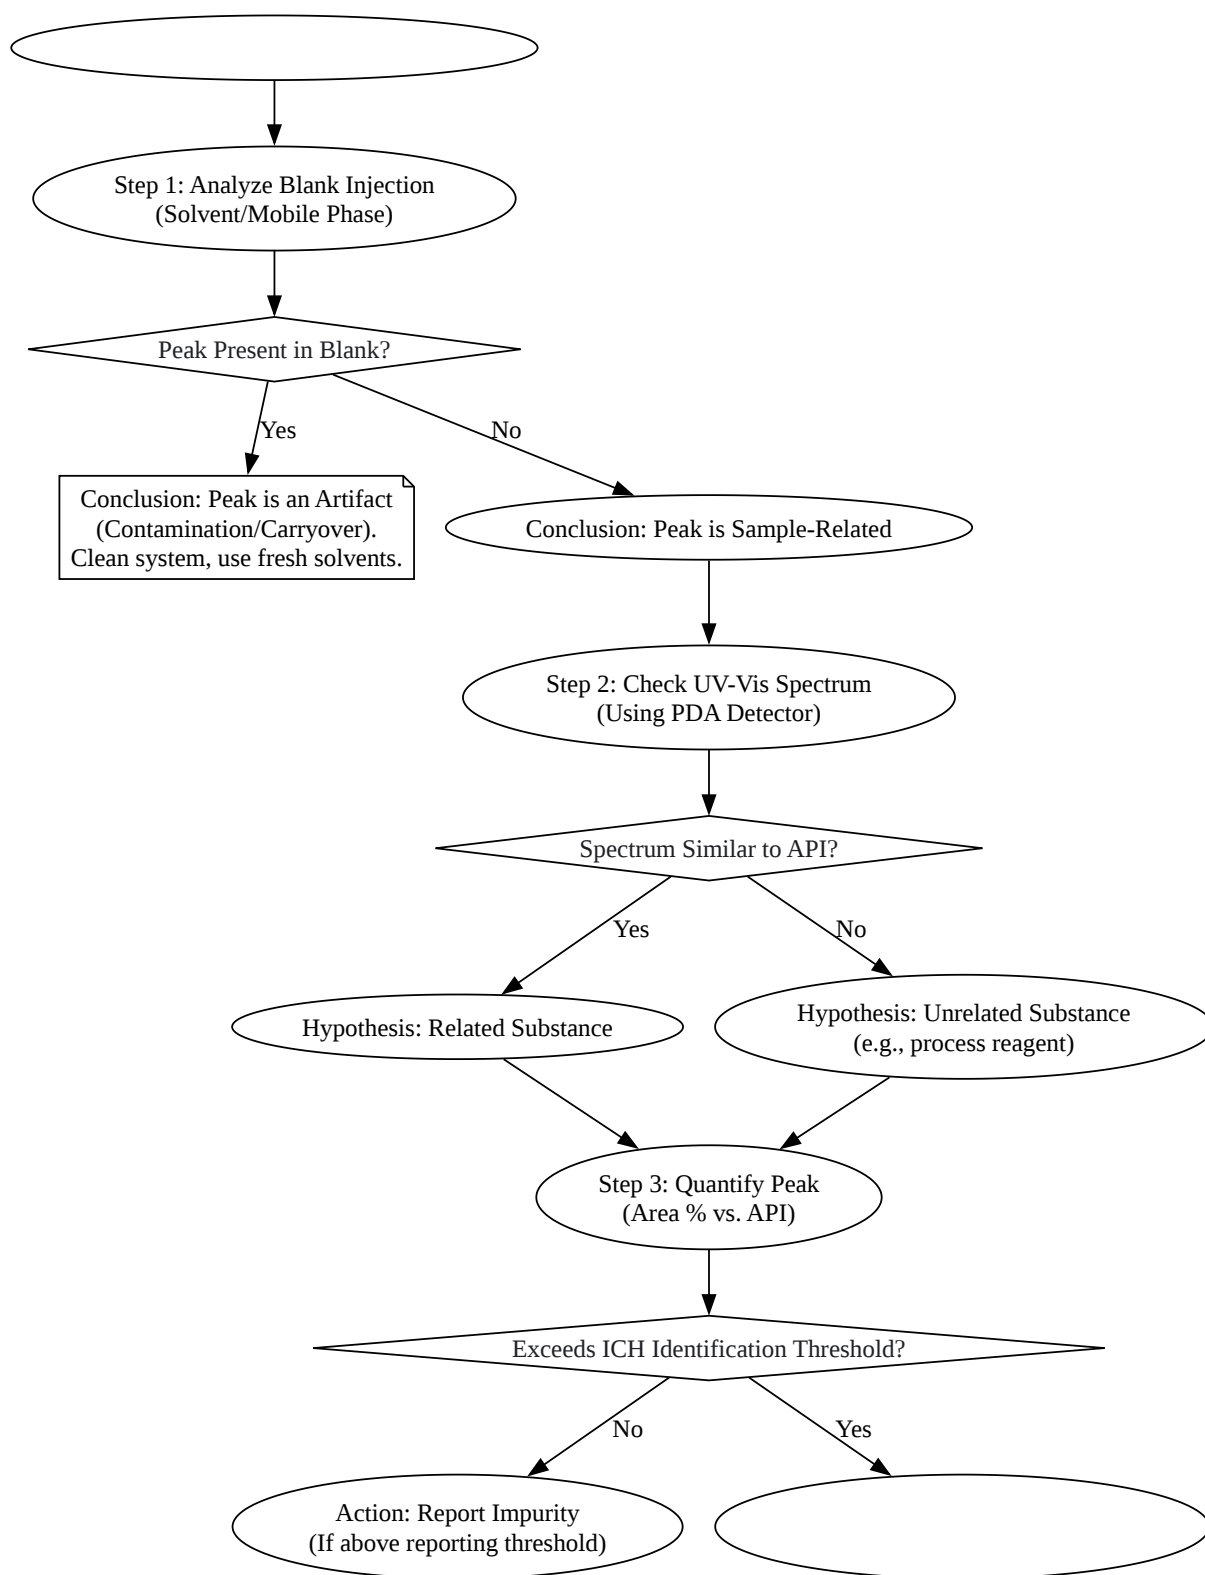 Step 1: Analyze Blank Injection
(Solvent/Mobile Phase)
Peak Present in Blank?
Yes
No
Conclusion: Peak is an Artifact
(Contamination/Carryover).
Clean system, use fresh solvents.
Conclusion: Peak is Sample-Related
Step 2: Check UV-Vis Spectrum
(Using PDA Detector)
Spectrum Similar to API?
Yes
No
Hypothesis: Related Substance
Hypothesis: Unrelated Substance
(e.g., process reagent)
Step 3: Quantify Peak
(Area % vs. API)
Exceeds ICH Identification Threshold?
No
Yes
Action: Report Impurity
(If above reporting threshold)